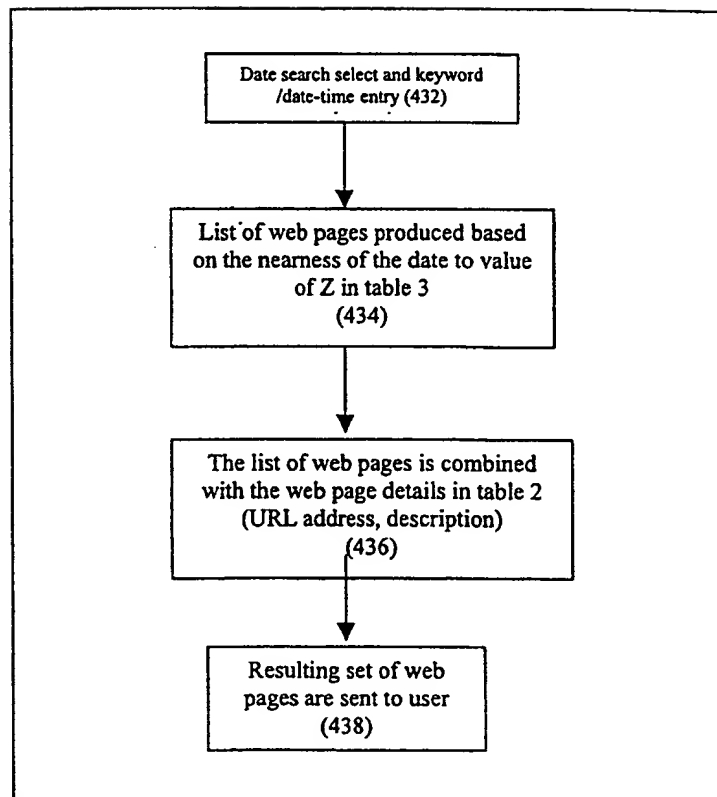 Date search select and keyword
/date-time entry (432)
List of web pages produced based
on the nearness of the date to value
of Z in table 3
(434)
The list of web pages is combined
with the web page details in table 2
(URL address, description)
(436)
Resulting set of web
pages are sent to user
(438)